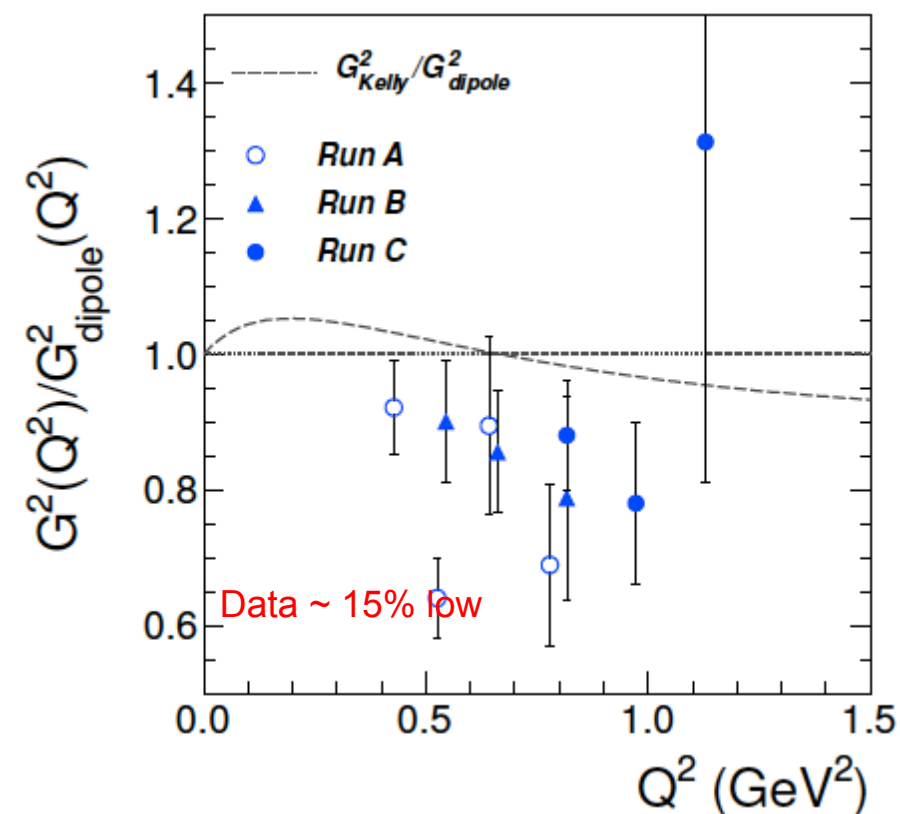 G²(Q²)/G²dipole(Q²)
1.4
1.2
1.0
0.8
0.6
G²Kelly/G²dipole
Run A
Run B
Run C
Data ~ 15% low
0.0 0.5 1.0 1.5
Q² (GeV²)